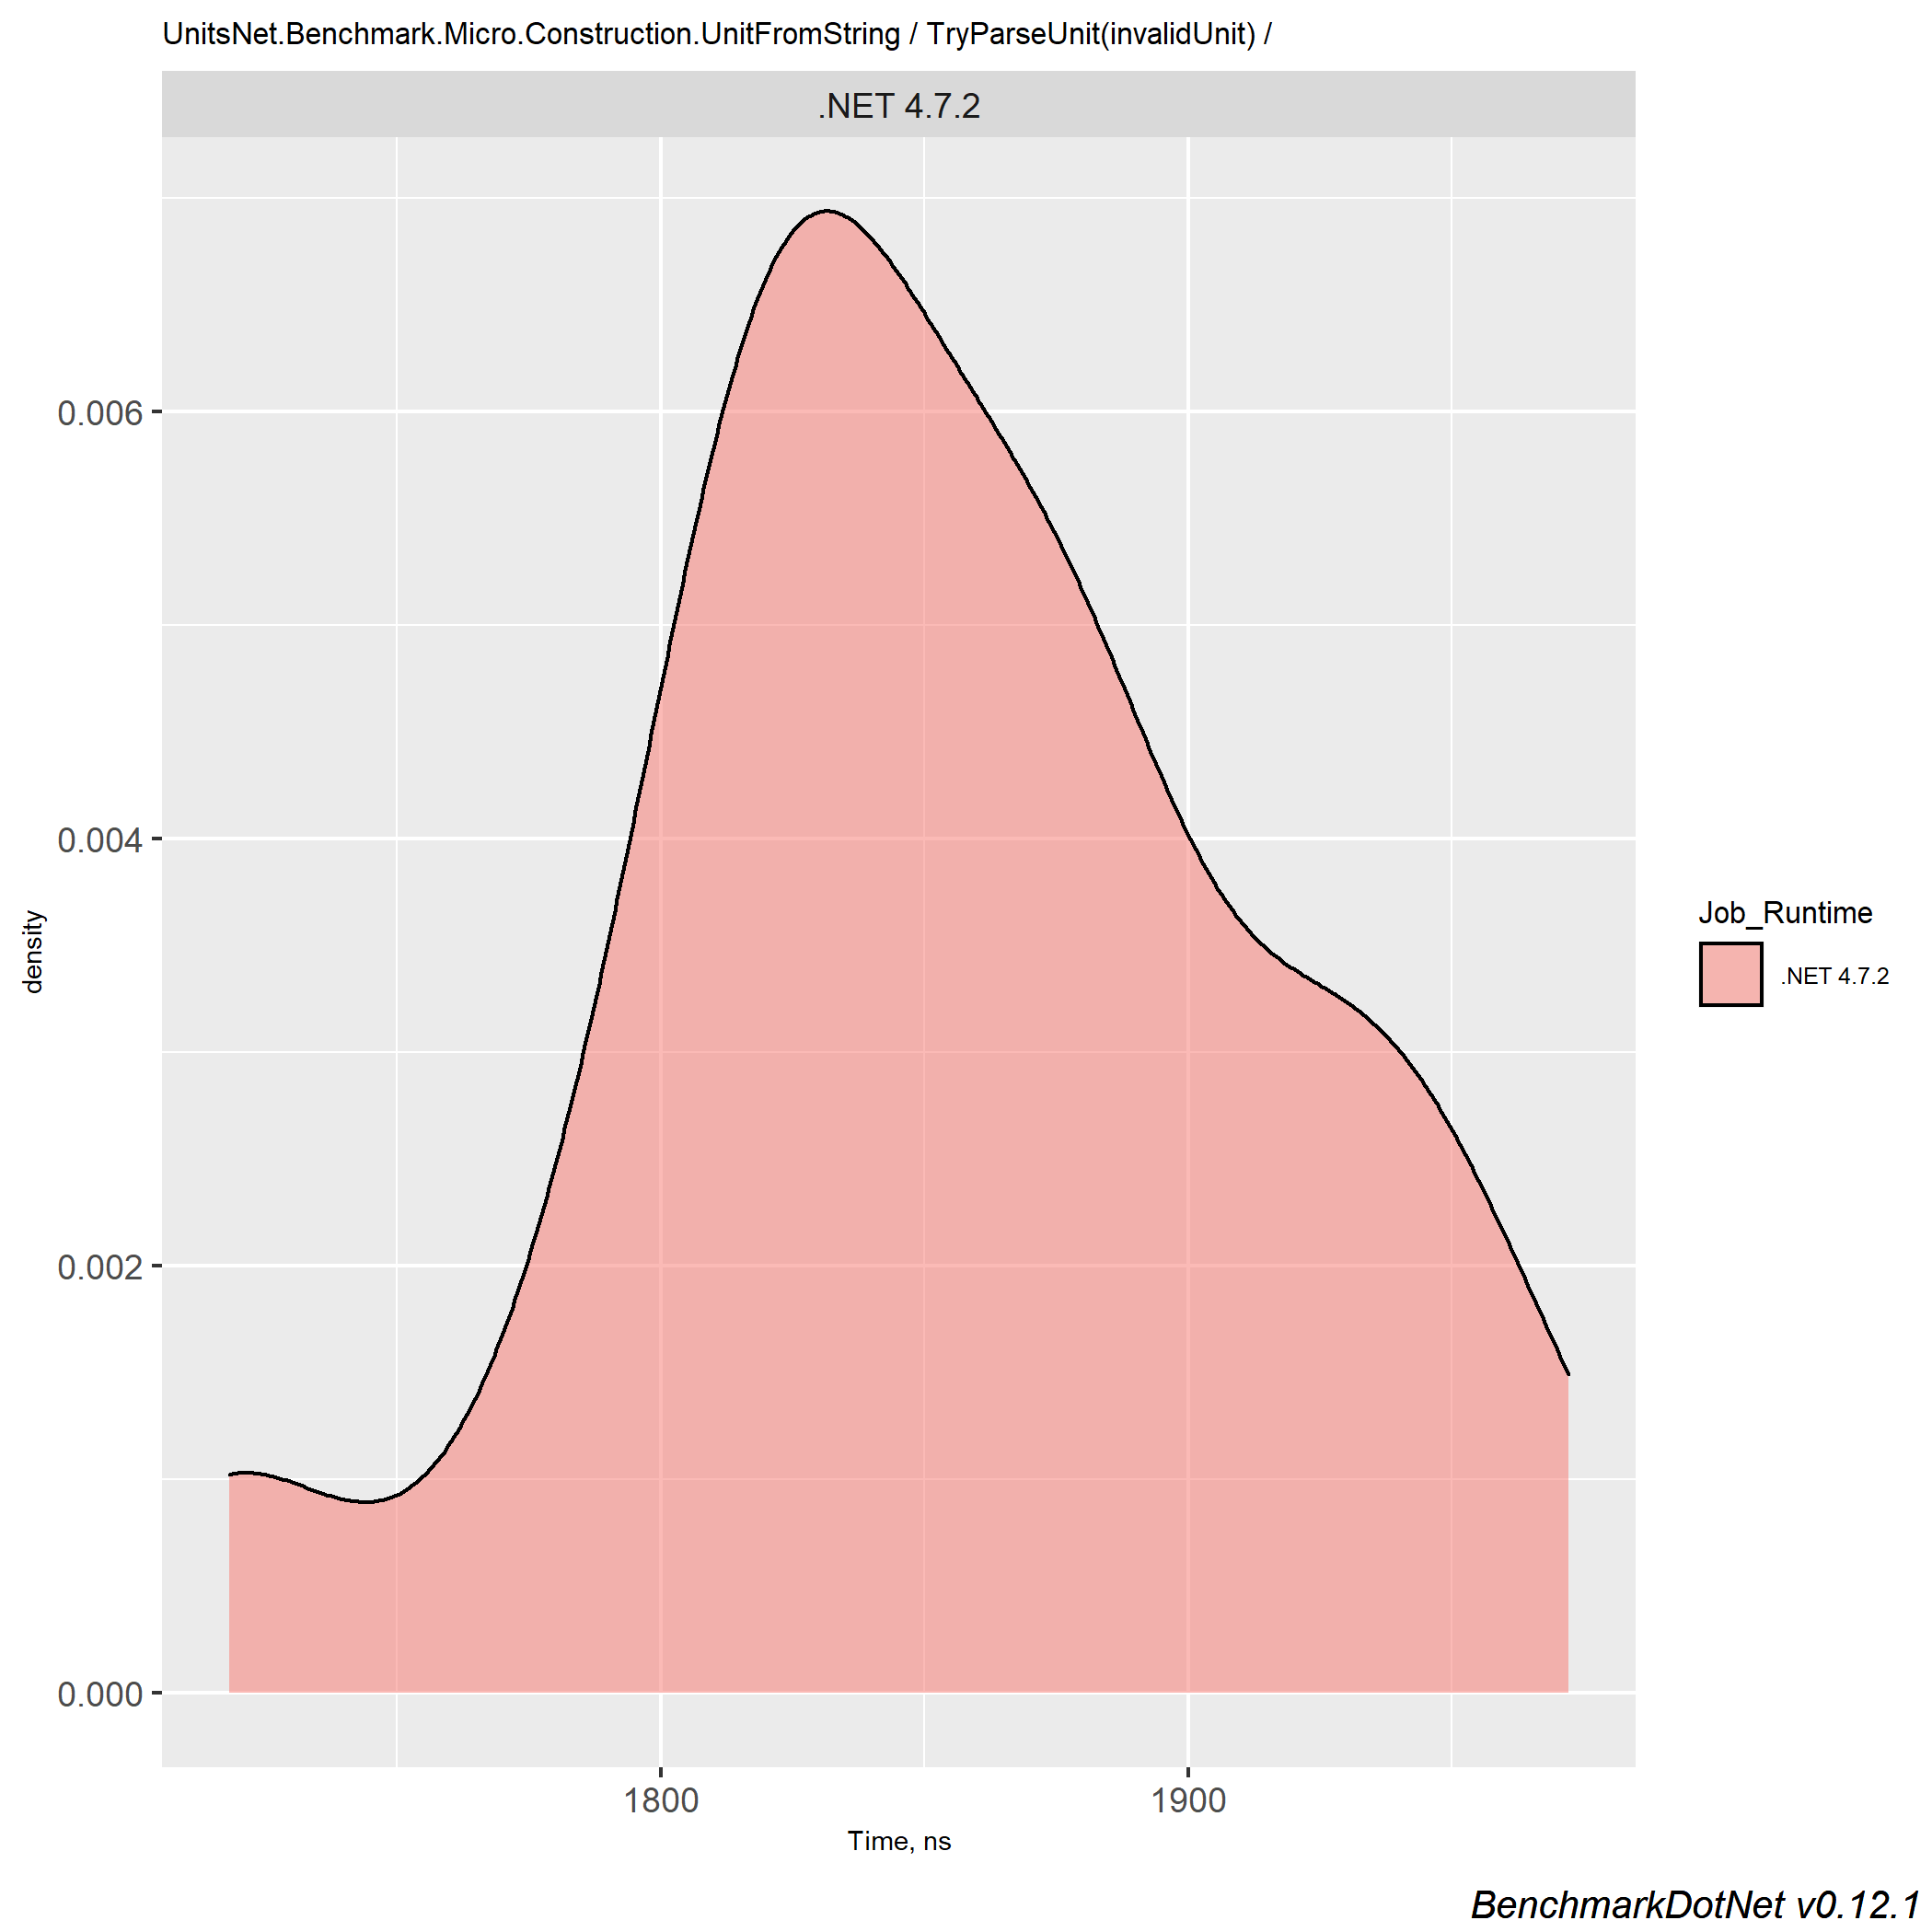 UnitsNet.Benchmark.Micro.Construction.UnitFromString / TryParseUnit(invalidUnit) /
.NET 4.7.2
0.006
0.004
0.002
0.000
density
1800
1900
Time, ns
Job_Runtime
.NET 4.7.2
BenchmarkDotNet v0.12.1